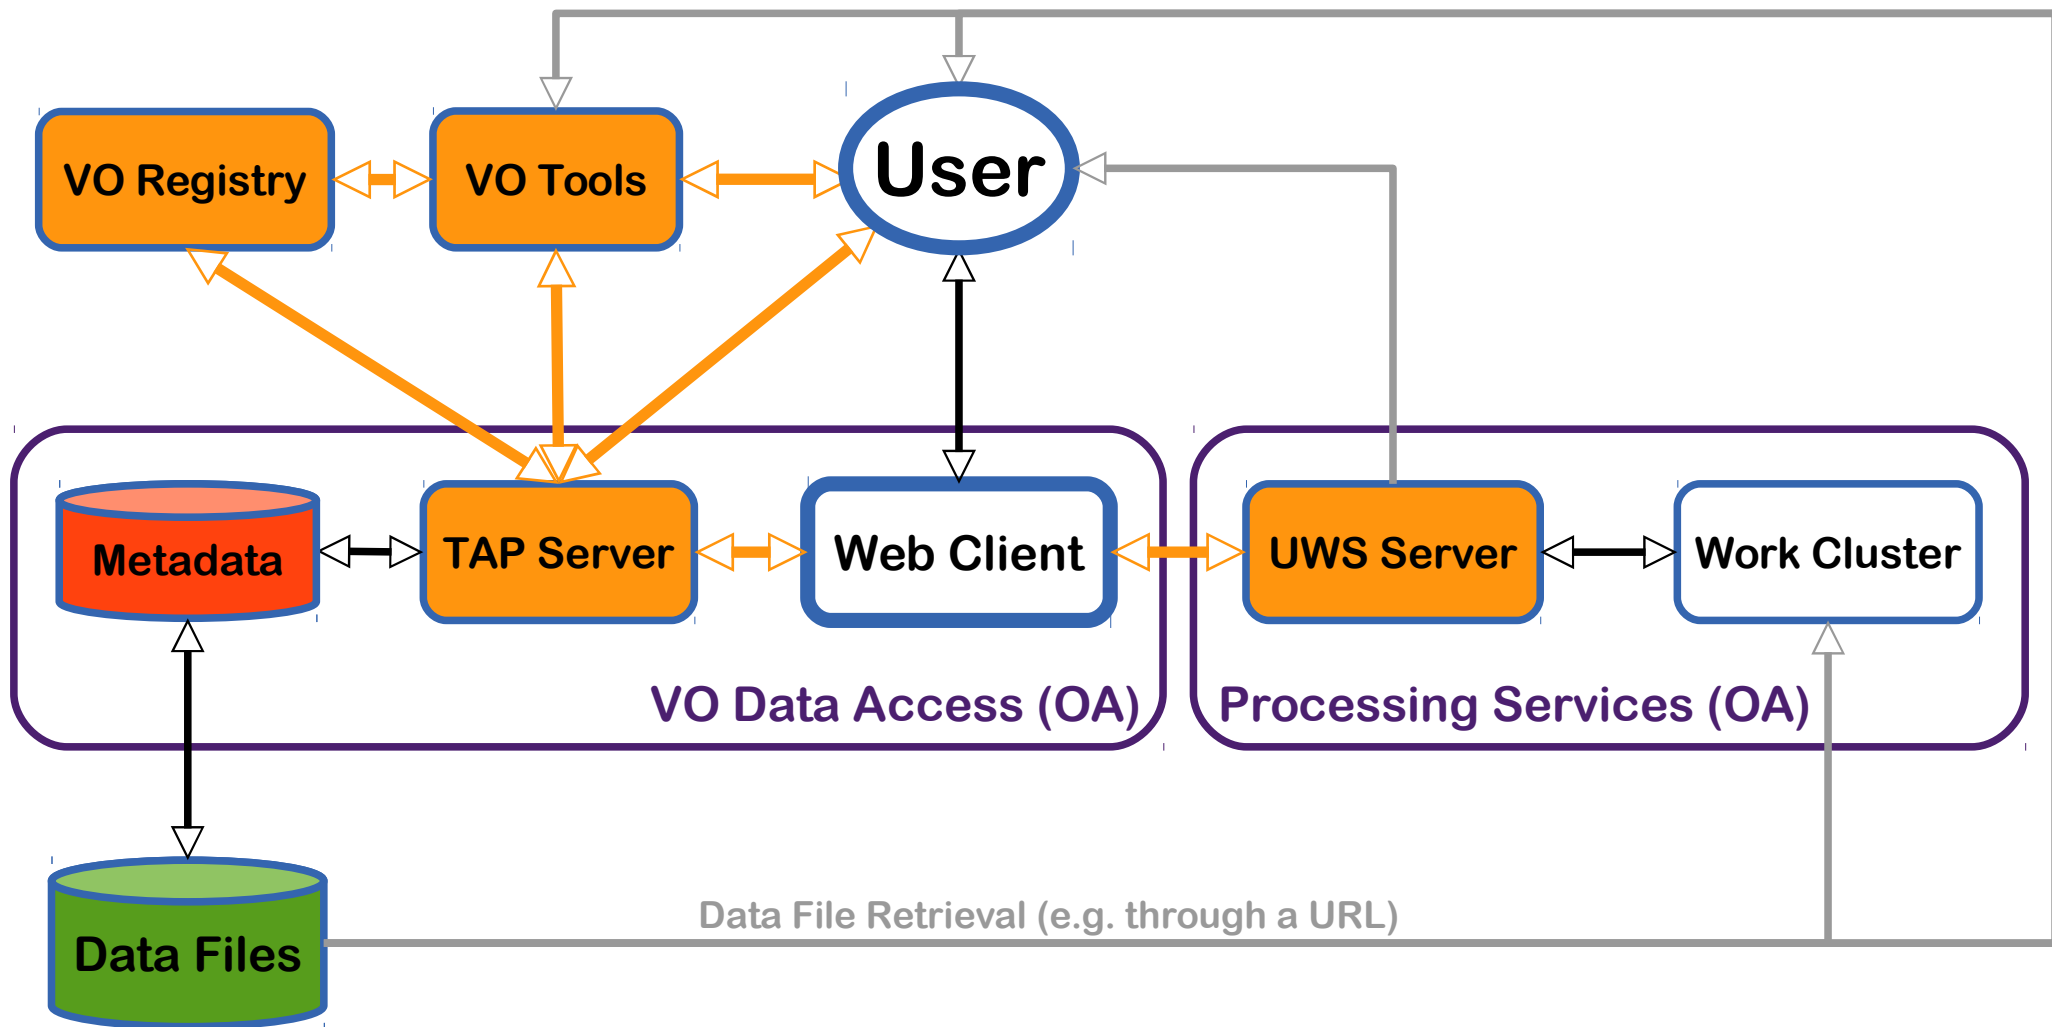 VO Registry
VO Tools
User
Metadata
TAP Server
Web Client
UWS Server
Work Cluster
VO Data Access (OA)
Processing Services (OA)
Data File Retrieval (e.g. through a URL)
Data Files